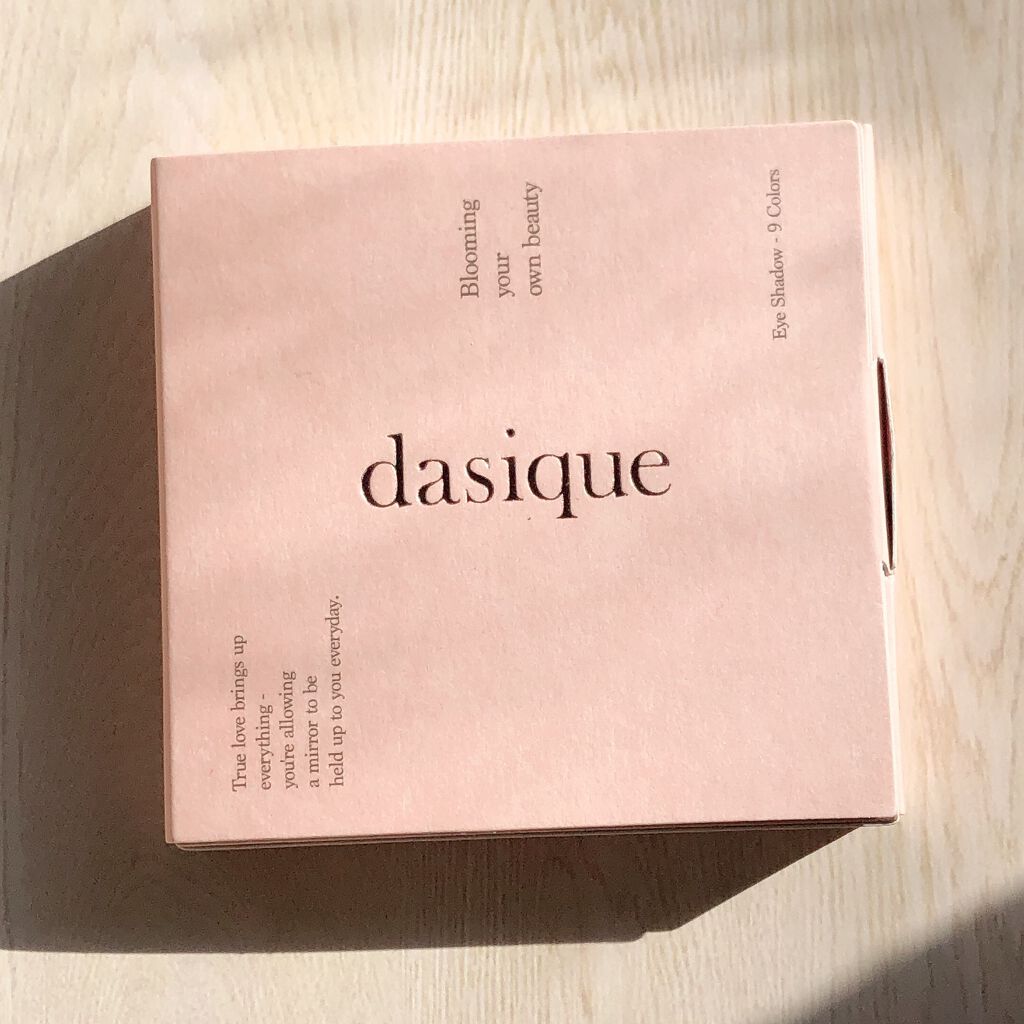 Blooming
your
own beauty
Eye Shadow - 9 Colors
dasique
True love brings up
everything -
you're allowing
a mirror to be
held up to you everyday.